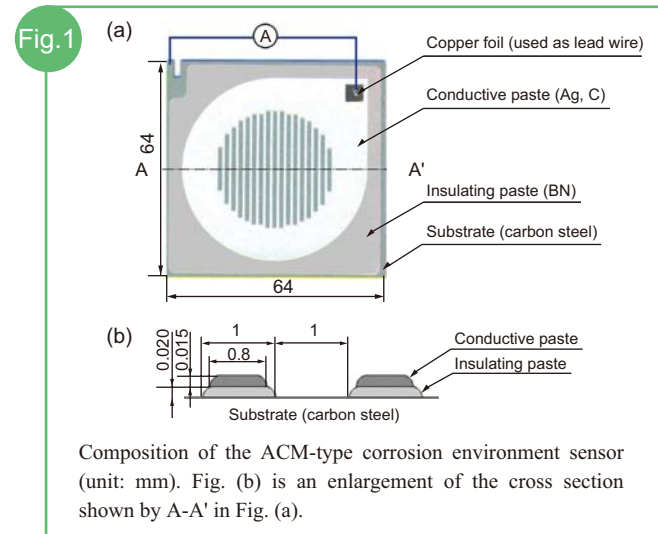 Fig.1
(a)
A
Copper foil (used as lead wire)
Conductive paste (Ag, C)
64
A
A'
Insulating paste (BN)
Substrate (carbon steel)
64
(b)
0.020
0.015
1
1
0.8
Conductive paste
Insulating paste
Substrate (carbon steel)
Composition of the ACM-type corrosion environment sensor
(unit: mm). Fig. (b) is an enlargement of the cross section
shown by A-A' in Fig. (a).